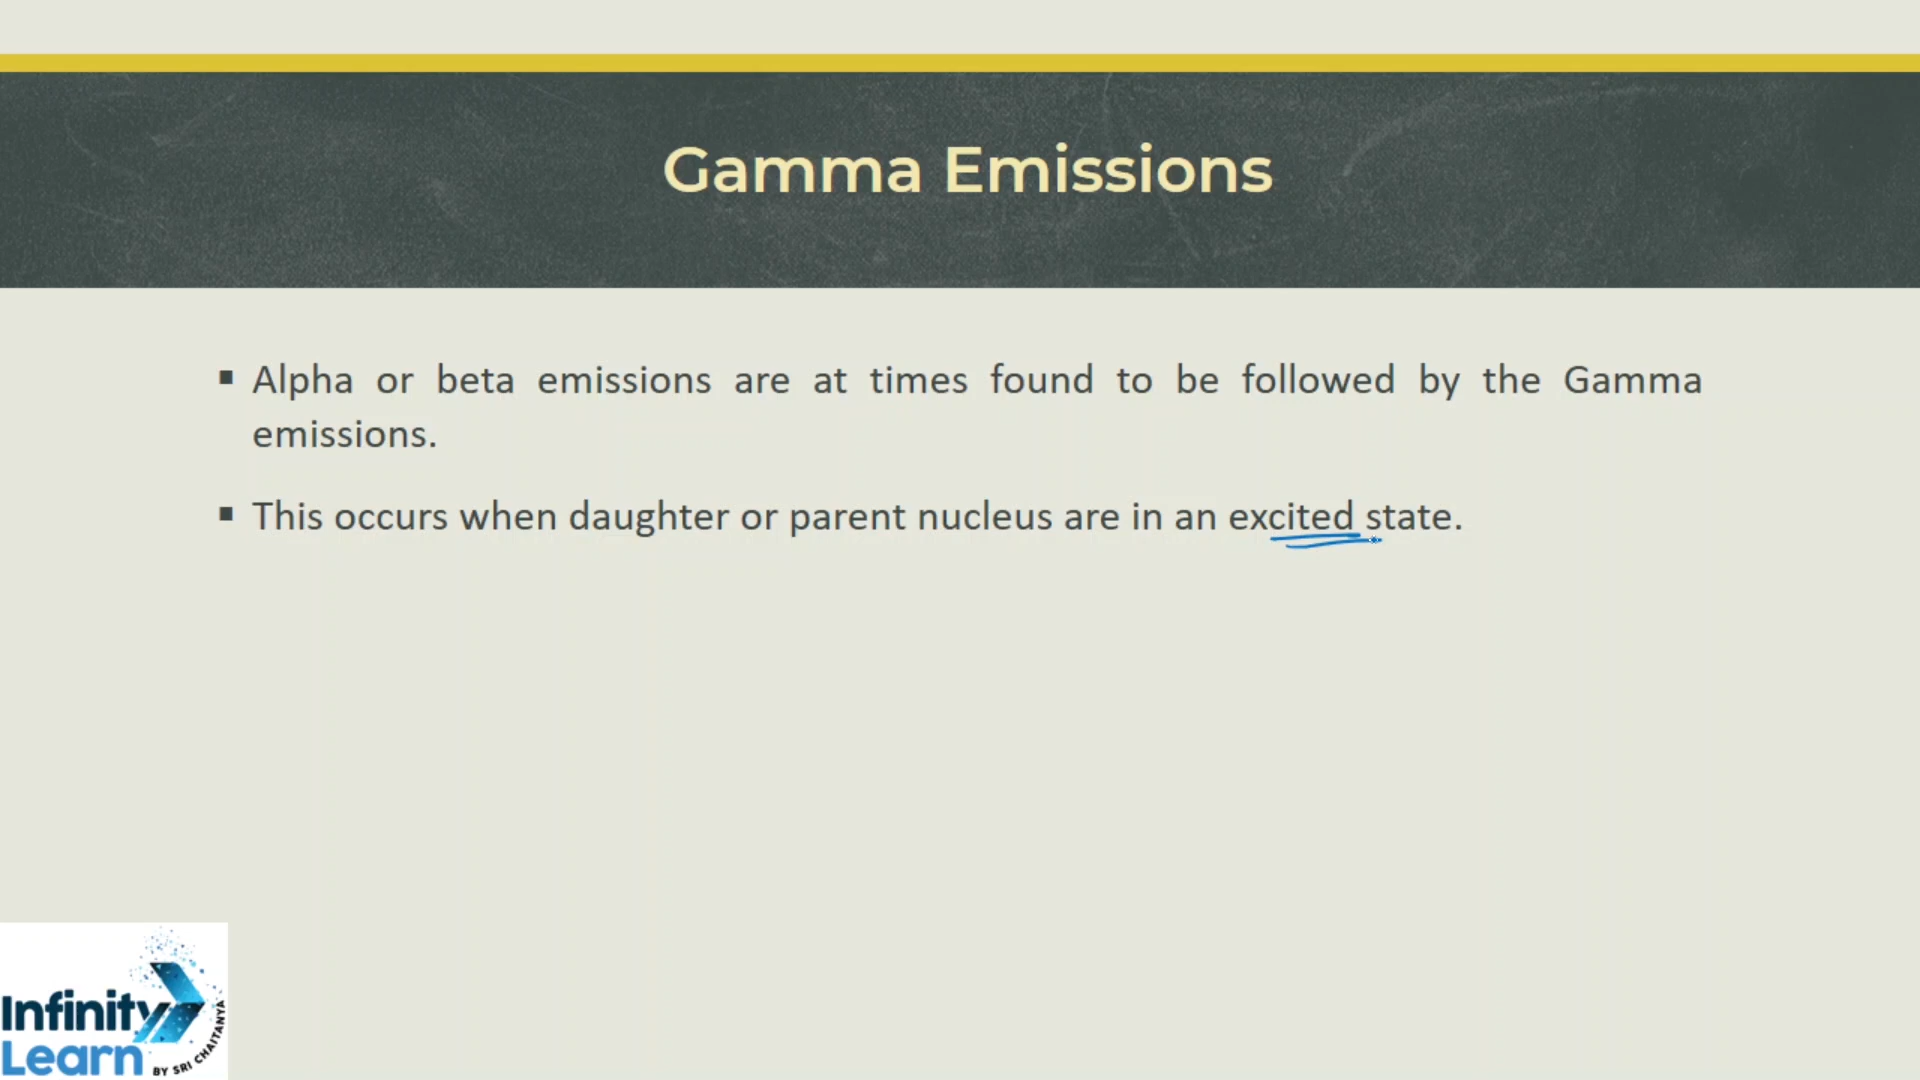 Gamma Emissions
▪ Alpha or beta emissions are at times found to be followed by the Gamma
emissions.
▪ This occurs when daughter or parent nucleus are in an excited state.
Infinity
Learn
BY SRI CHAITANYA